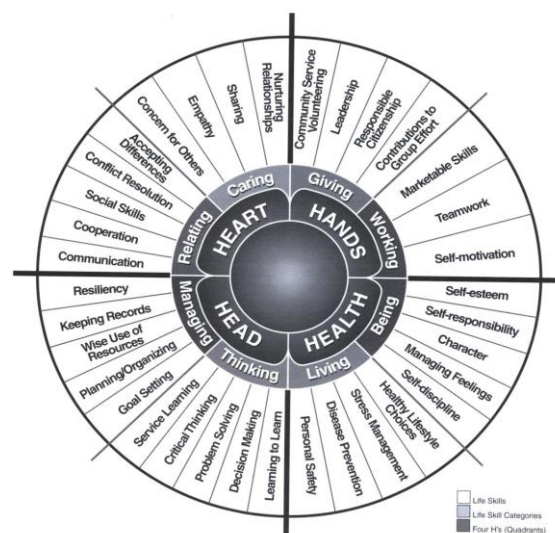 Nurturing
Relationships
Sharing
Empathy
Concern for Others
Accepting
Differences
Conflict Resolution
Social Skills
Cooperation
Communication
Community Service
Volunteering
Leadership
Responsible
Citizenship
Contributions to
Group Effort
Marketable Skills
Teamwork
Self-motivation
Caring
Relating
HEART
Giving
Working
HANDS
Managing
Thinking
HEAD
Being
Living
HEALTH
Resiliency
Keeping Records
Wise Use of
Resources
Planning/Organizing
Goal Setting
Service Learning
Critical Thinking
Problem Solving
Decision Making
Learning to Learn
Self-esteem
Self-responsibility
Character
Managing Feelings
Self-discipline
Healthy Lifestyle
Choices
Stress Management
Disease Prevention
Personal Safety
Life Skills
Life Skill Categories
Four H's (Quadrants)